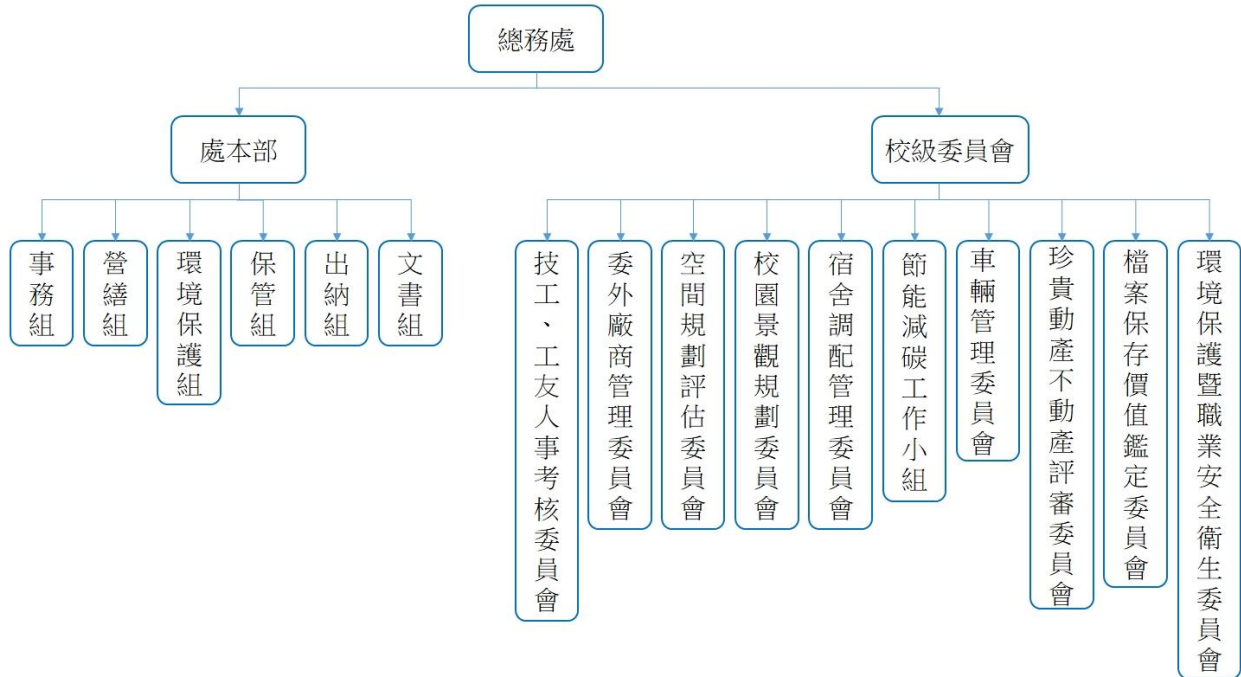 總務處
處本部
校級委員會
事務組
營繕組
環境保護組
保管組
出納組
文書組
技工、工友人事考核委員會
委外廠商管理委員會
空間規劃評估委員會
校園景觀規劃委員會
宿舍調配管理委員會
節能減碳工作小組
車輛管理委員會
珍貴動產不動產評審委員會
檔案保存價值鑑定委員會
環境保護暨職業安全衛生委員會